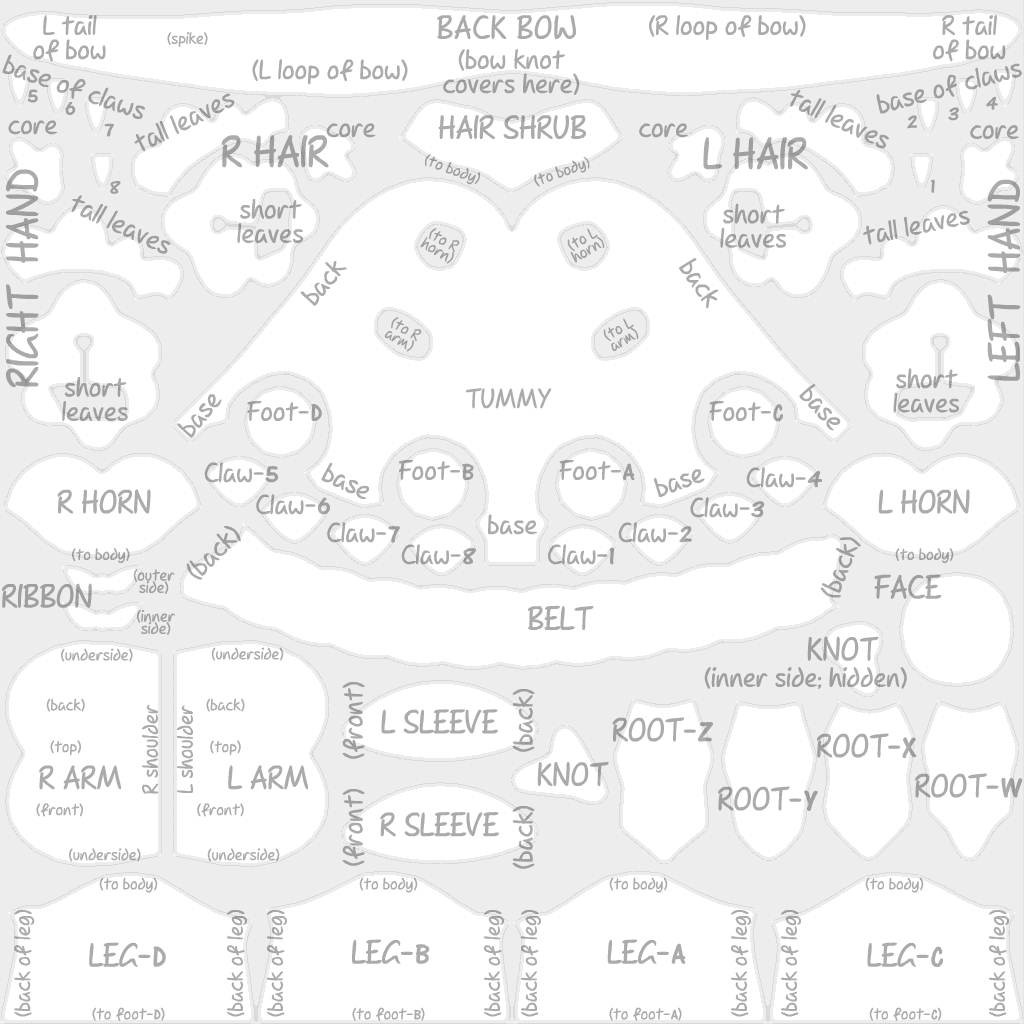 L tail
of bow
(spike)
BACK BOW
(R loop of bow)
R tail
of bow
(L loop of bow)
(bow knot
covers here)
base of claws
5
6
7
8
core
tall leaves
R HAIR
core
HAIR SHRUB
(to body)
(to body)
core
L HAIR
tall leaves
base of claws
4
3
2
1
core
RIGHT HAND
tall leaves
short
leaves
back
(to R
horn)
(to L
horn)
back
short
leaves
tall leaves
LEFT HAND
short
leaves
(to R
arm)
(to L
arm)
TUMMY
short
leaves
base
Foot-D
Foot-C
base
R HORN
(to body)
Claw-5
base
Foot-B
Foot-A
base
Claw-4
L HORN
(to body)
Claw-6
Claw-3
Claw-7
base
Claw-2
Claw-8
Claw-1
(back)
(back)
BELT
RIBBON
(outer
side)
(inner
side)
FACE
KNOT
(inner side; hidden)
(underside)
(back)
(top)
R ARM
(front)
(underside)
R shoulder
L shoulder
(underside)
(back)
(top)
L ARM
(front)
(underside)
(front)
L SLEEVE
(back)
(front)
R SLEEVE
(back)
KNOT
ROOT-Z
ROOT-Y
ROOT-X
ROOT-W
(to body)
(back of leg)
LEG-D
(back of leg)
(to foot-D)
(to body)
(back of leg)
LEG-B
(back of leg)
(to foot-B)
(to body)
(back of leg)
LEG-A
(back of leg)
(to foot-A)
(to body)
(back of leg)
LEG-C
(back of leg)
(to foot-C)